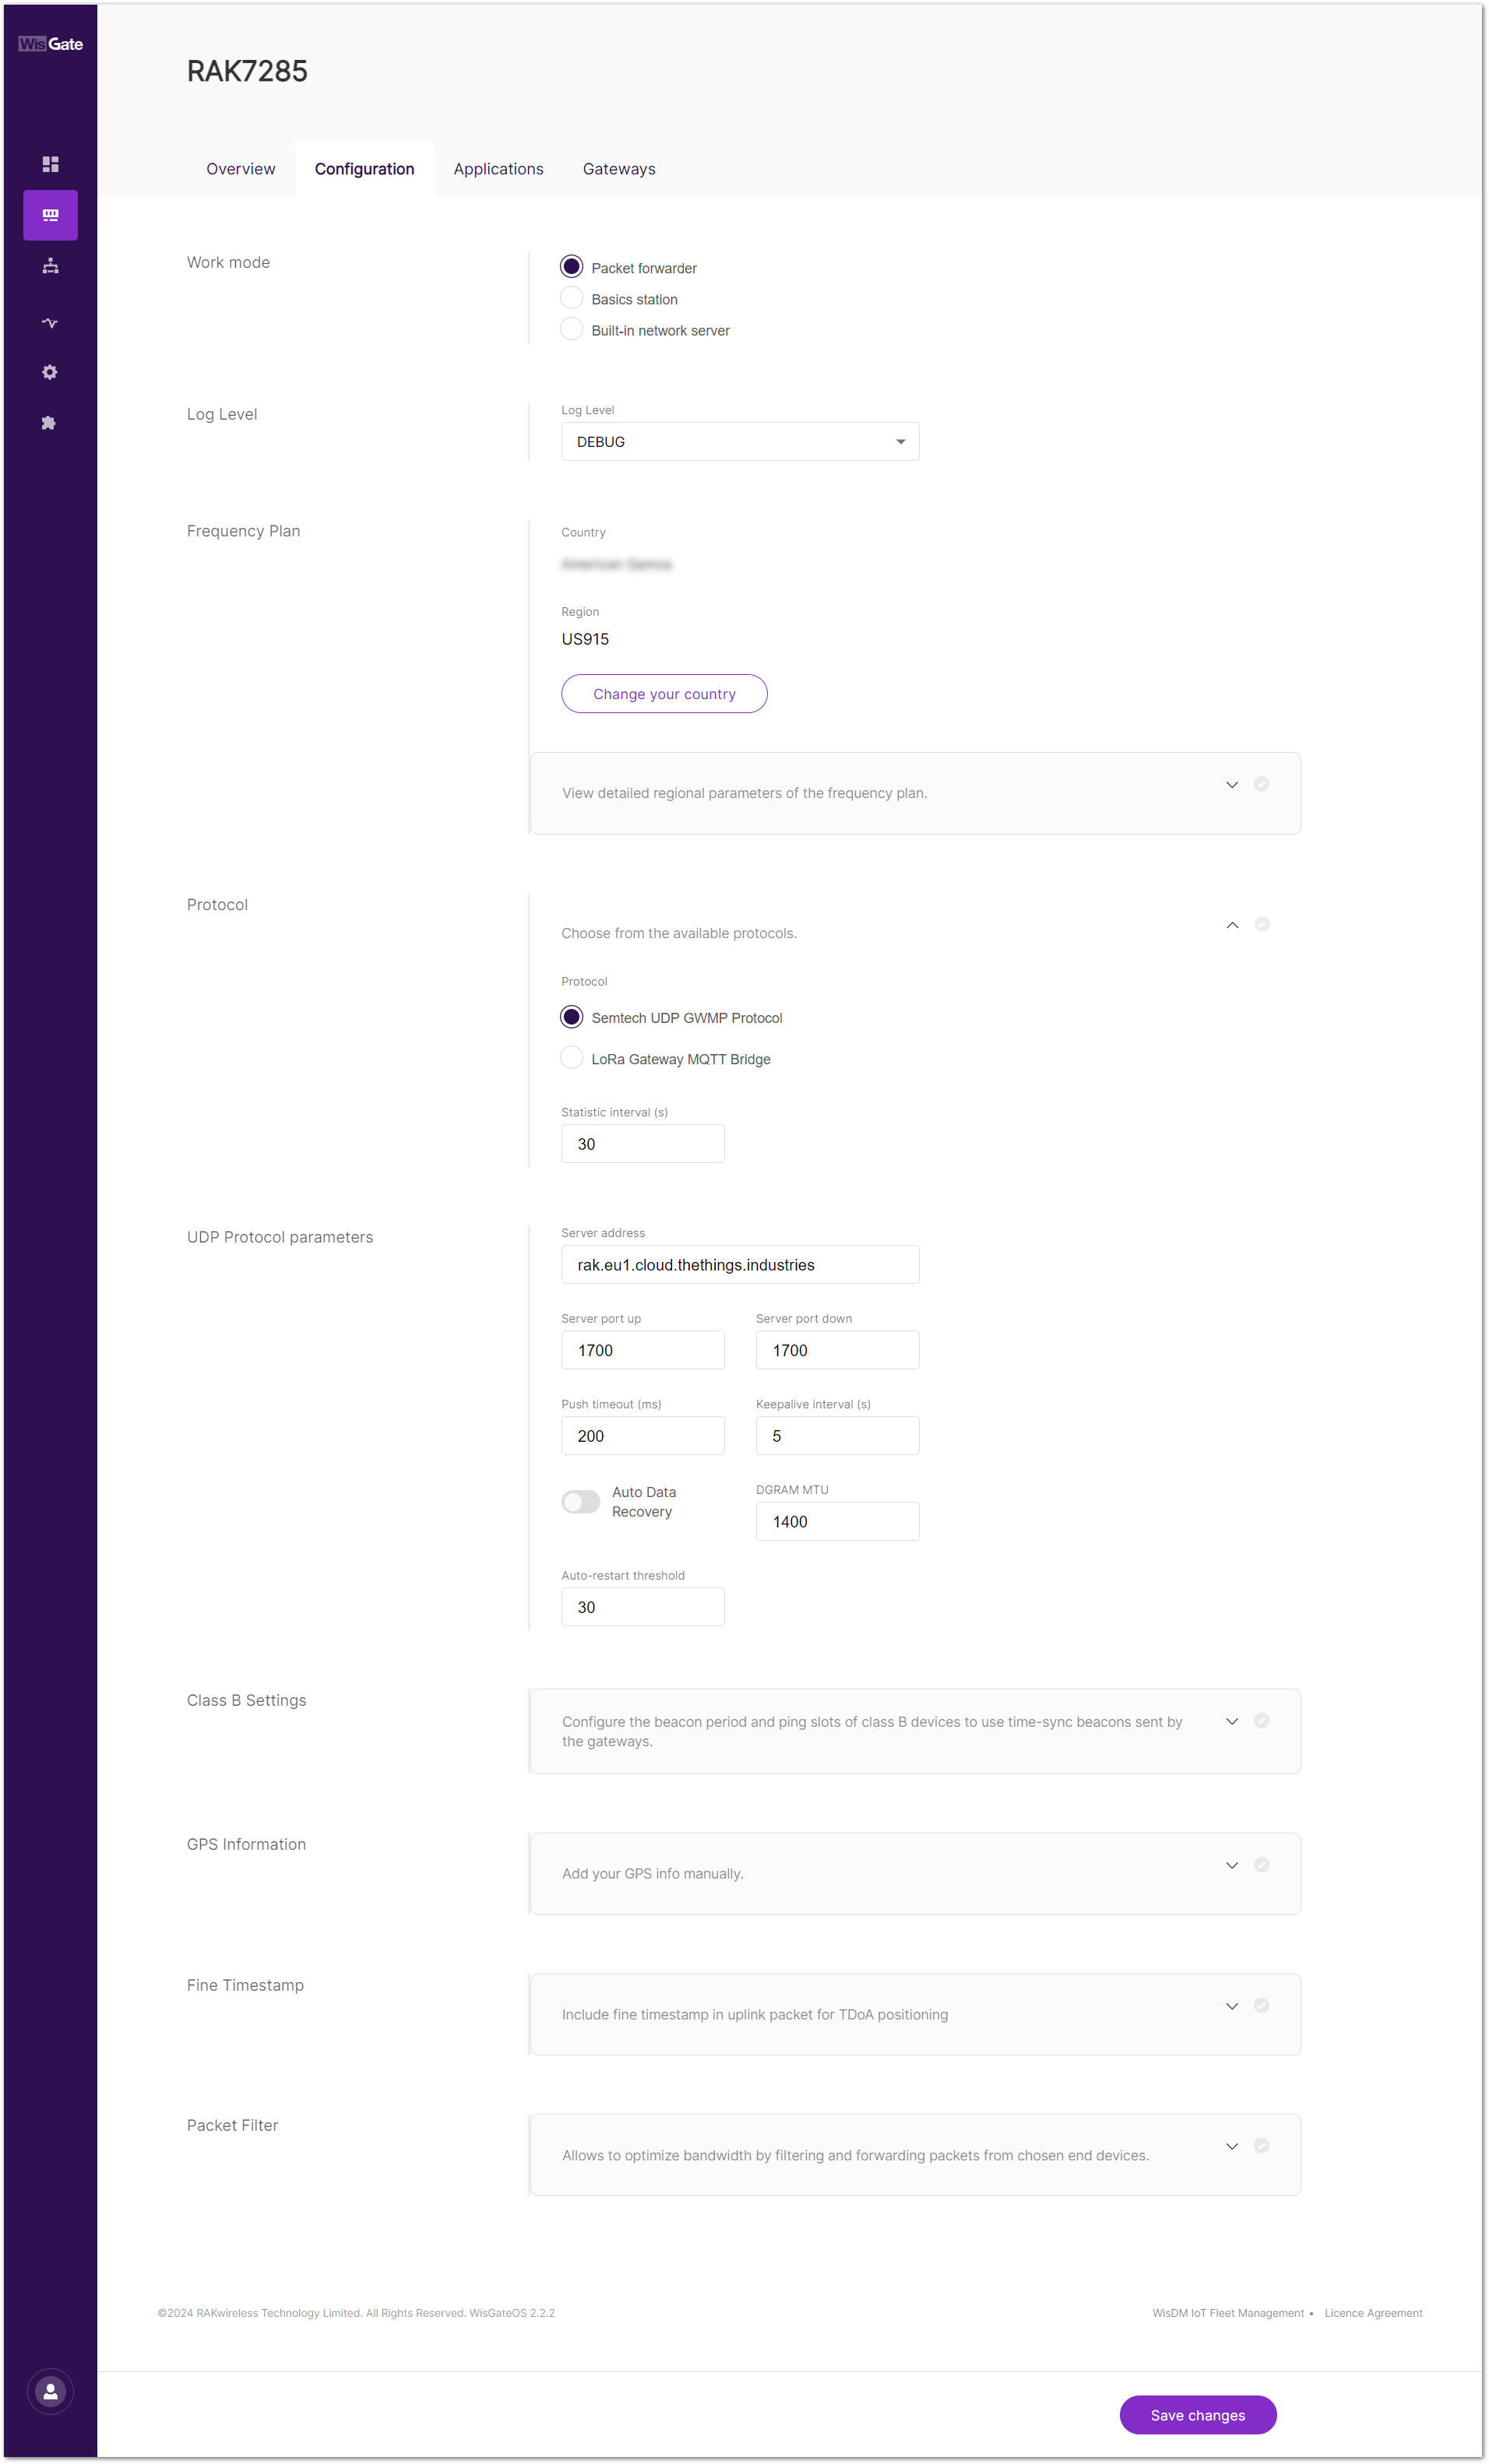 WisGate
RAK7285
Overview
Configuration
Applications
Gateways
Work mode
Packet forwarder
Basics station
Built-in network server
Log Level
Log Level
DEBUG
Frequency Plan
Country
American Samoa
Region
US915
Change your country
View detailed regional parameters of the frequency plan.
Protocol
Choose from the available protocols.
Protocol
Semtech UDP GWMP Protocol
LoRa Gateway MQTT Bridge
Statistic interval (s)
30
UDP Protocol parameters
Server address
rak.eu1.cloud.thethings.industries
Server port up
Server port down
1700
1700
Push timeout (ms)
Keepalive interval (s)
200
5
Auto Data
Recovery
DGRAM MTU
1400
Auto-restart threshold
30
Class B Settings
Configure the beacon period and ping slots of class B devices to use time-sync beacons sent by
the gateways.
GPS Information
Add your GPS info manually.
Fine Timestamp
Include fine timestamp in uplink packet for TDoA positioning
Packet Filter
Allows to optimize bandwidth by filtering and forwarding packets from chosen end devices.
©2024 RAKwireless Technology Limited. All Rights Reserved. WisGateOS 2.2.2
WisDM IoT Fleet Management • Licence Agreement
Save changes